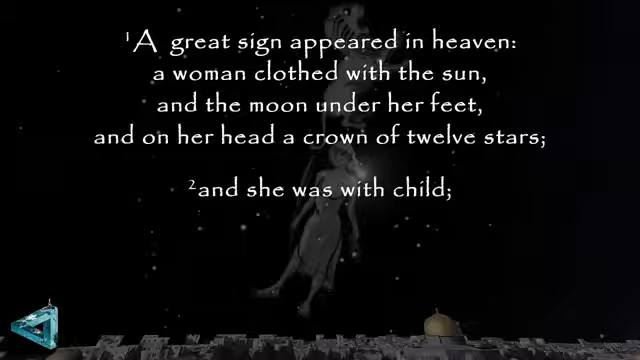 ¹A great sign appeared in heaven:
a woman clothed with the sun,
and the moon under her feet,
and on her head a crown of twelve stars;
²and she was with child;